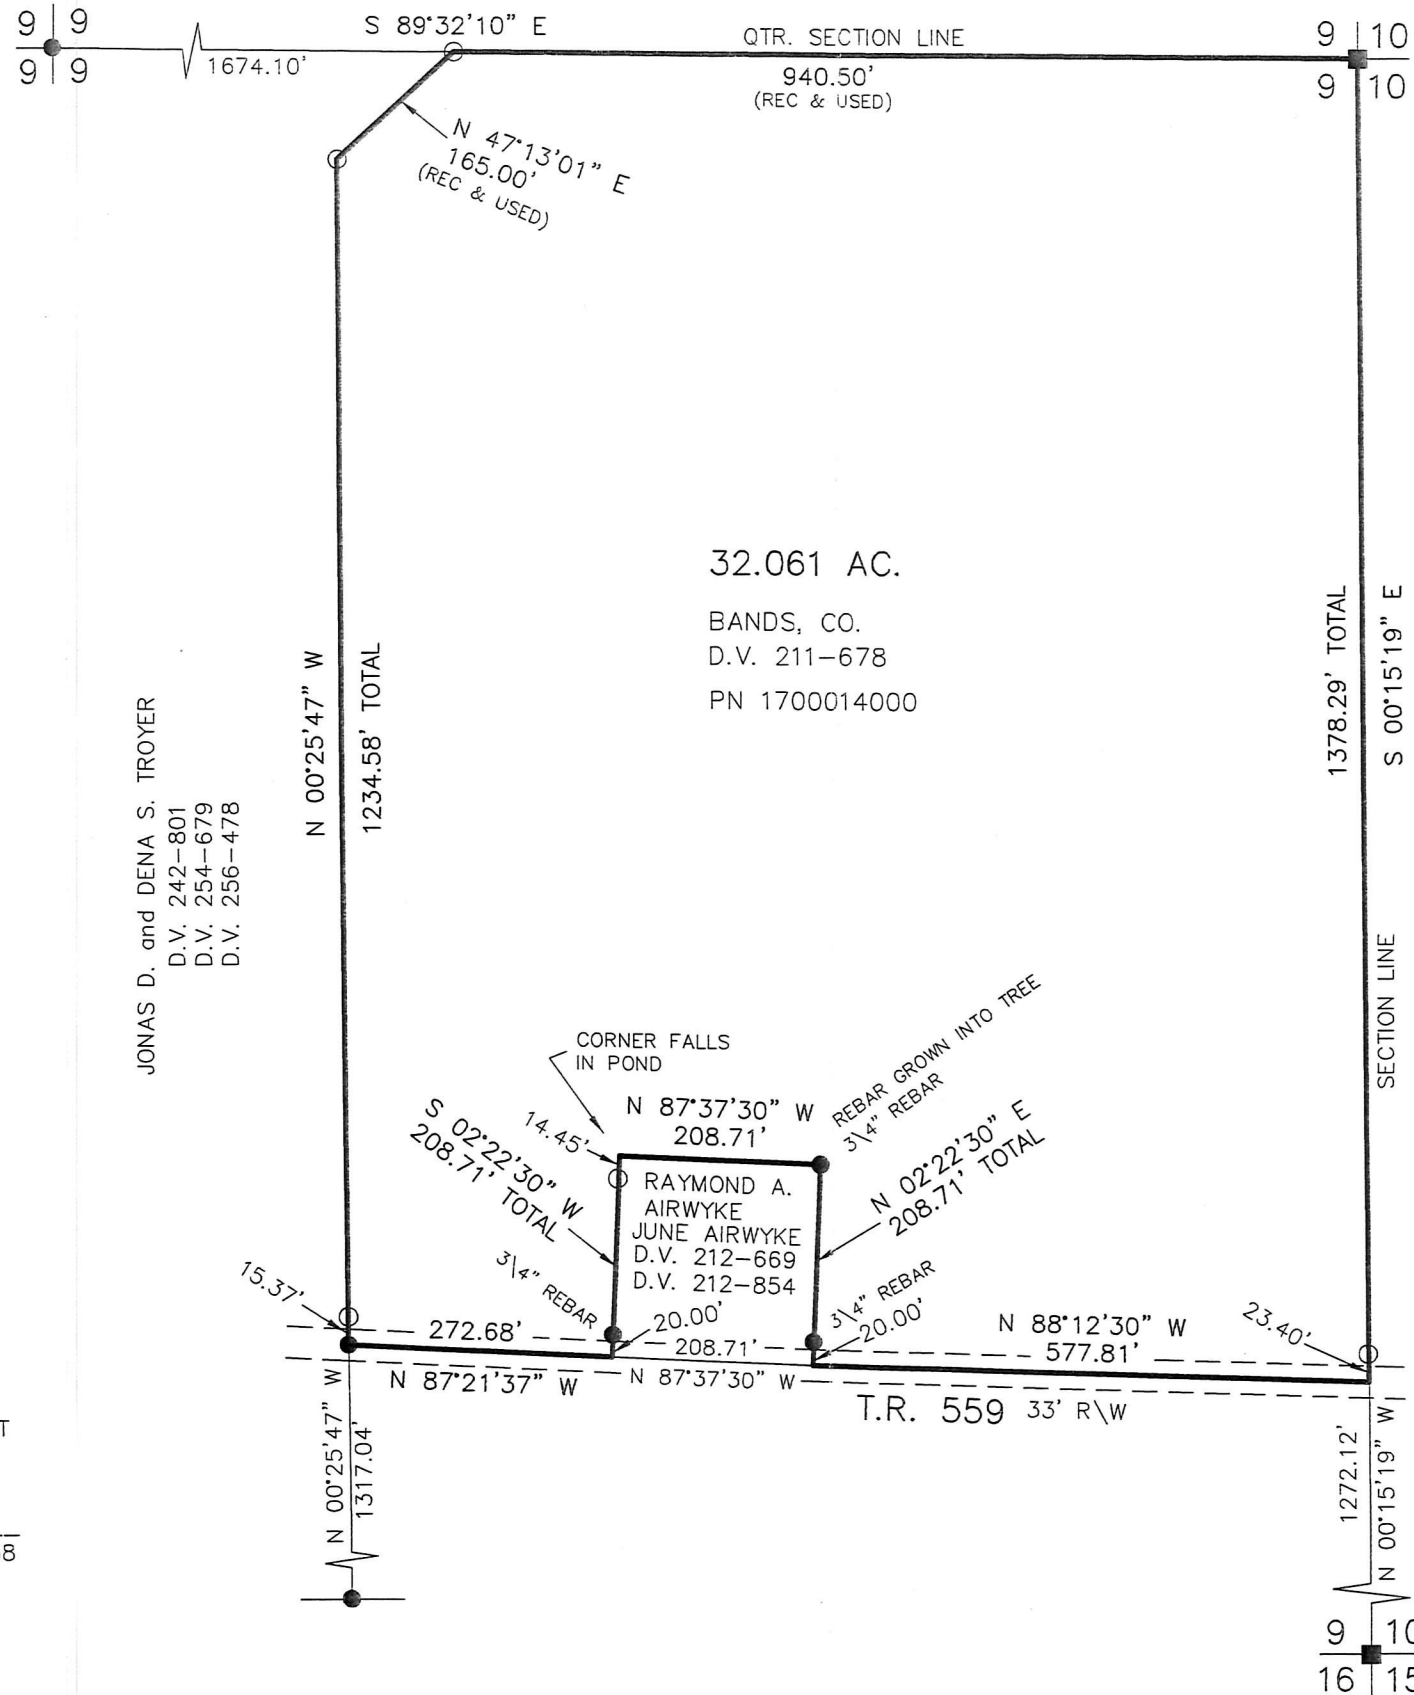 9 9
9 9
S 89°32'10" E
1674.10'
QTR. SECTION LINE
940.50'
(REC & USED)
9 10
9 10
N 47°13'01" E
165.00'
(REC & USED)
32.061 AC.
BANDS, CO.
D.V. 211-678
PN 1700014000
N 00°25'47" W
1234.58' TOTAL
1378.29' TOTAL
S 00°15'19" E
JONAS D. and DENA S. TROYER
D.V. 242-801
D.V. 254-679
D.V. 256-478
SECTION LINE
CORNER FALLS
IN POND
REBAR GROWN INTO TREE
3\4" REBAR
N 87°37'30" W
208.71'
14.45'
S 02°22'30" W
208.71' TOTAL
N 02°22'30" E
208.71' TOTAL
RAYMOND A.
AIRWYKE
JUNE AIRWYKE
D.V. 212-669
D.V. 212-854
3\4" REBAR
3\4" REBAR
20.00'
20.00'
15.37'
272.68'
208.71'
N 88°12'30" W
577.81'
23.40'
N 87°21'37" W
N 87°37'30" W
T.R. 559 33' R\W
N 00°25'47" W
1317.04'
1272.12'
N 00°15'19" W
T
8
9 10
16 15